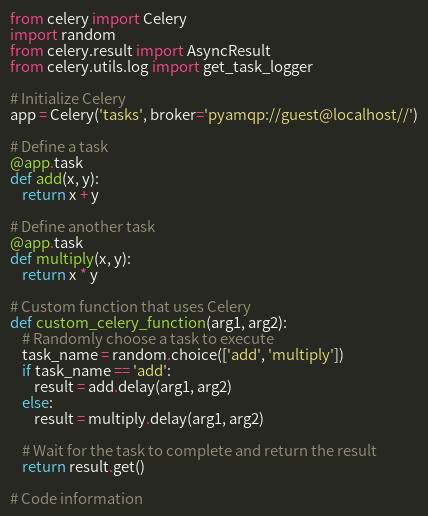 from celery import Celery
import random
from celery.result import AsyncResult
from celery.utils.log import get_task_logger

# Initialize Celery
app = Celery('tasks', broker='pyamqp://guest@localhost//')

# Define a task
@app.task
def add(x, y):
    return x + y

# Define another task
@app.task
def multiply(x, y):
    return x * y

# Custom function that uses Celery
def custom_celery_function(arg1, arg2):
    # Randomly choose a task to execute
    task_name = random.choice(['add', 'multiply'])
    if task_name == 'add':
        result = add.delay(arg1, arg2)
    else:
        result = multiply.delay(arg1, arg2)

    # Wait for the task to complete and return the result
    return result.get()

# Code information